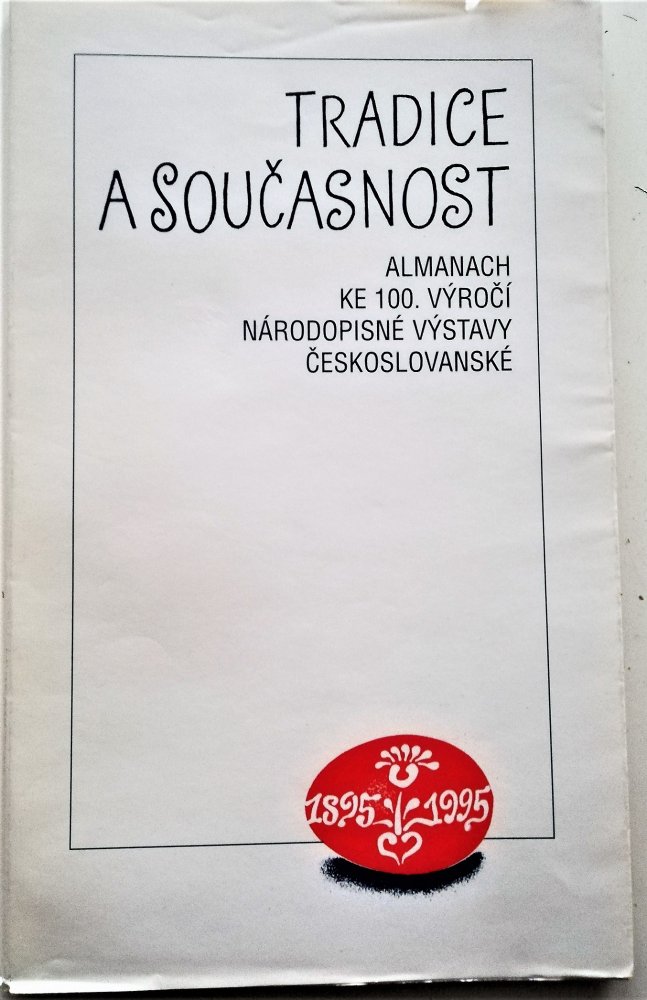 TRADICE
A SOUČASNOST
ALMANACH
KE 100. VÝROČÍ
NÁRODOPISNÉ VÝSTAVY
ČESKOSLOVANSKÉ
1895 1995